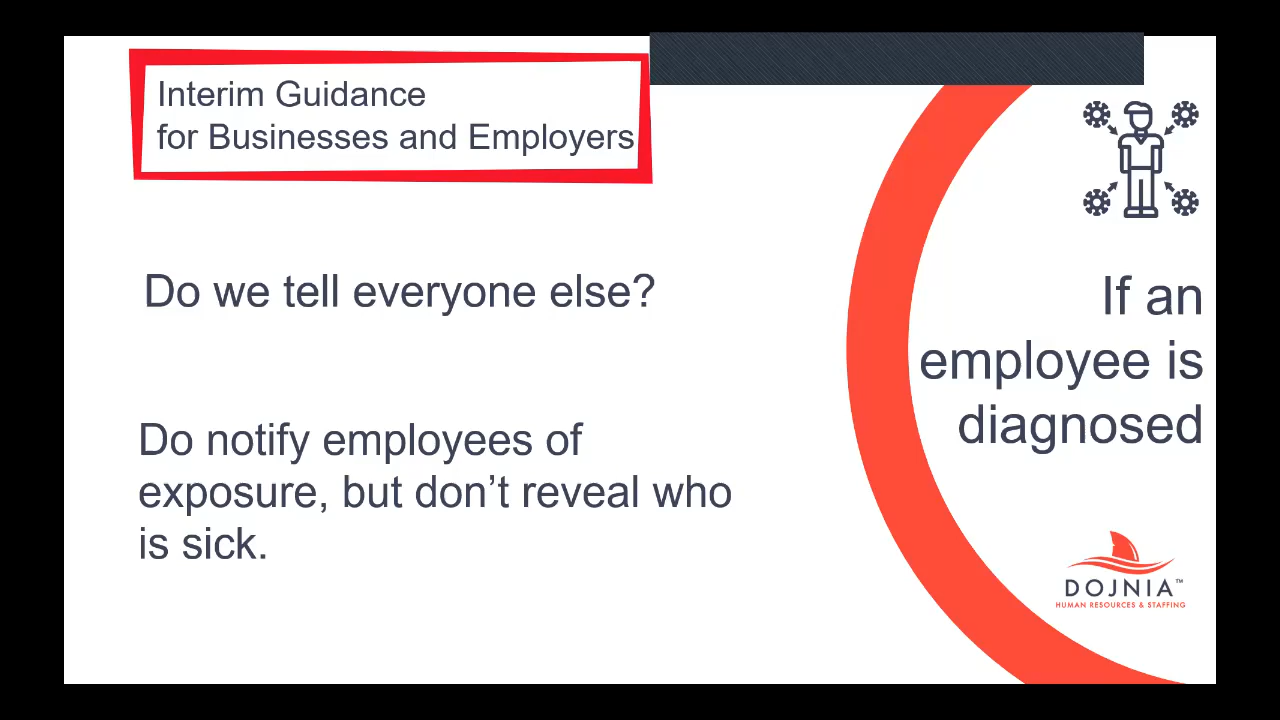 Interim Guidance
for Businesses and Employers
Do we tell everyone else?
Do notify employees of
exposure, but don’t reveal who
is sick.
If an
employee is
diagnosed
DOJNIA™
HUMAN RESOURCES & STAFFING